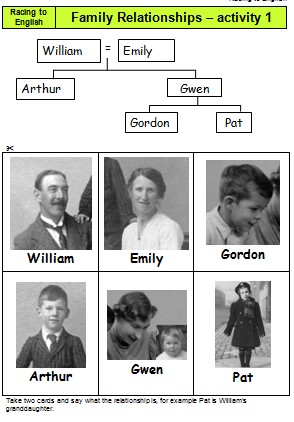 Racing to English
Family Relationships – activity 1
William = Emily
Arthur Gwen
Gordon Pat
William Emily Gordon
Arthur Gwen Pat
Take two cards and say what the relationship is, for example Pat is William's
granddaughter.